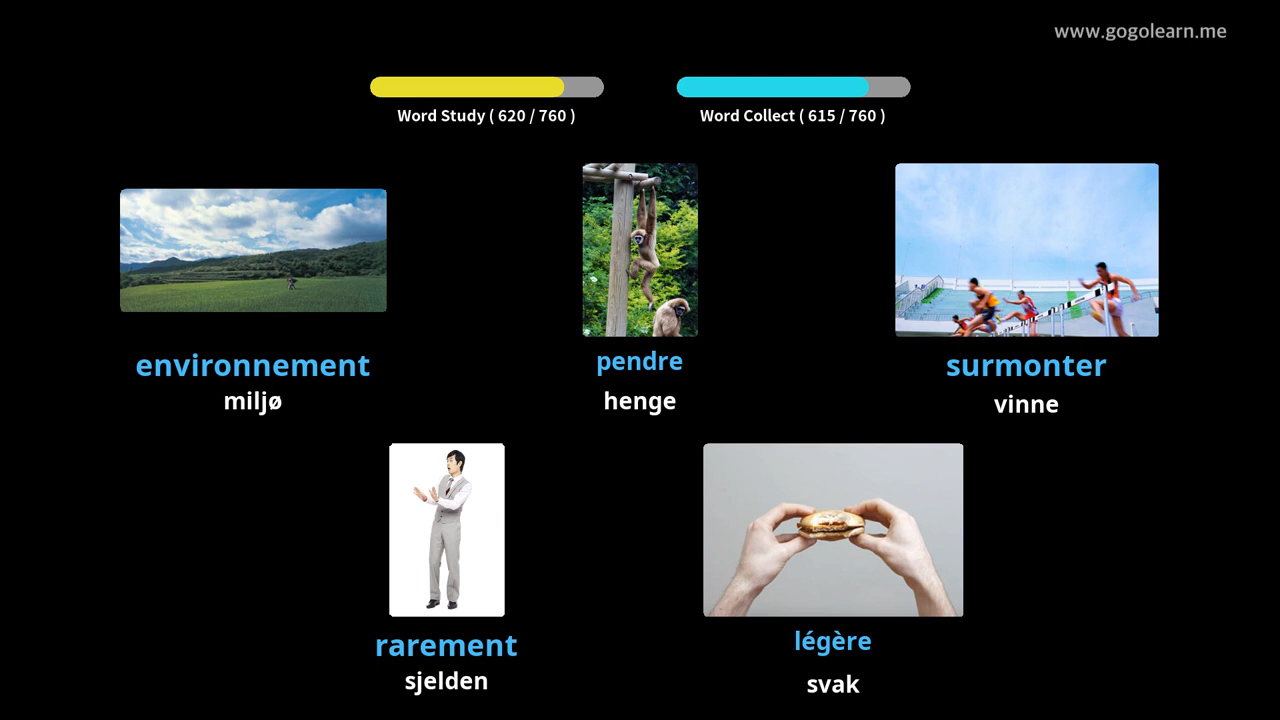 www.gogolearn.me
Word Study ( 620 / 760 )
Word Collect ( 615 / 760 )
environnement
miljø
pendre
henge
surmonter
vinne
rarement
sjelden
légère
svak